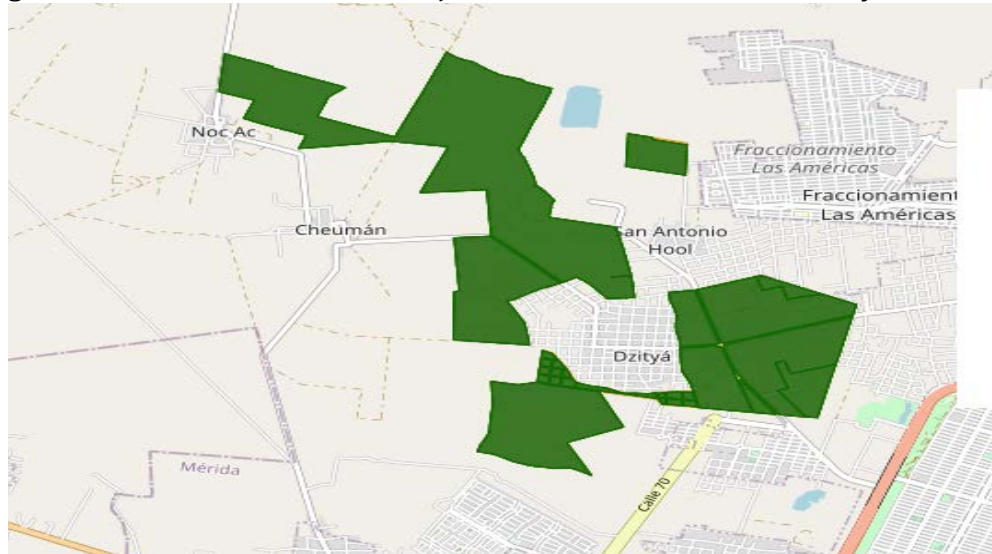 Noc Ac
Fraccionamiento
Las Américas
Fraccionamient
Las Américas
Cheumán
San Antonio
Hool
Dzityá
Mérida
Calle 70